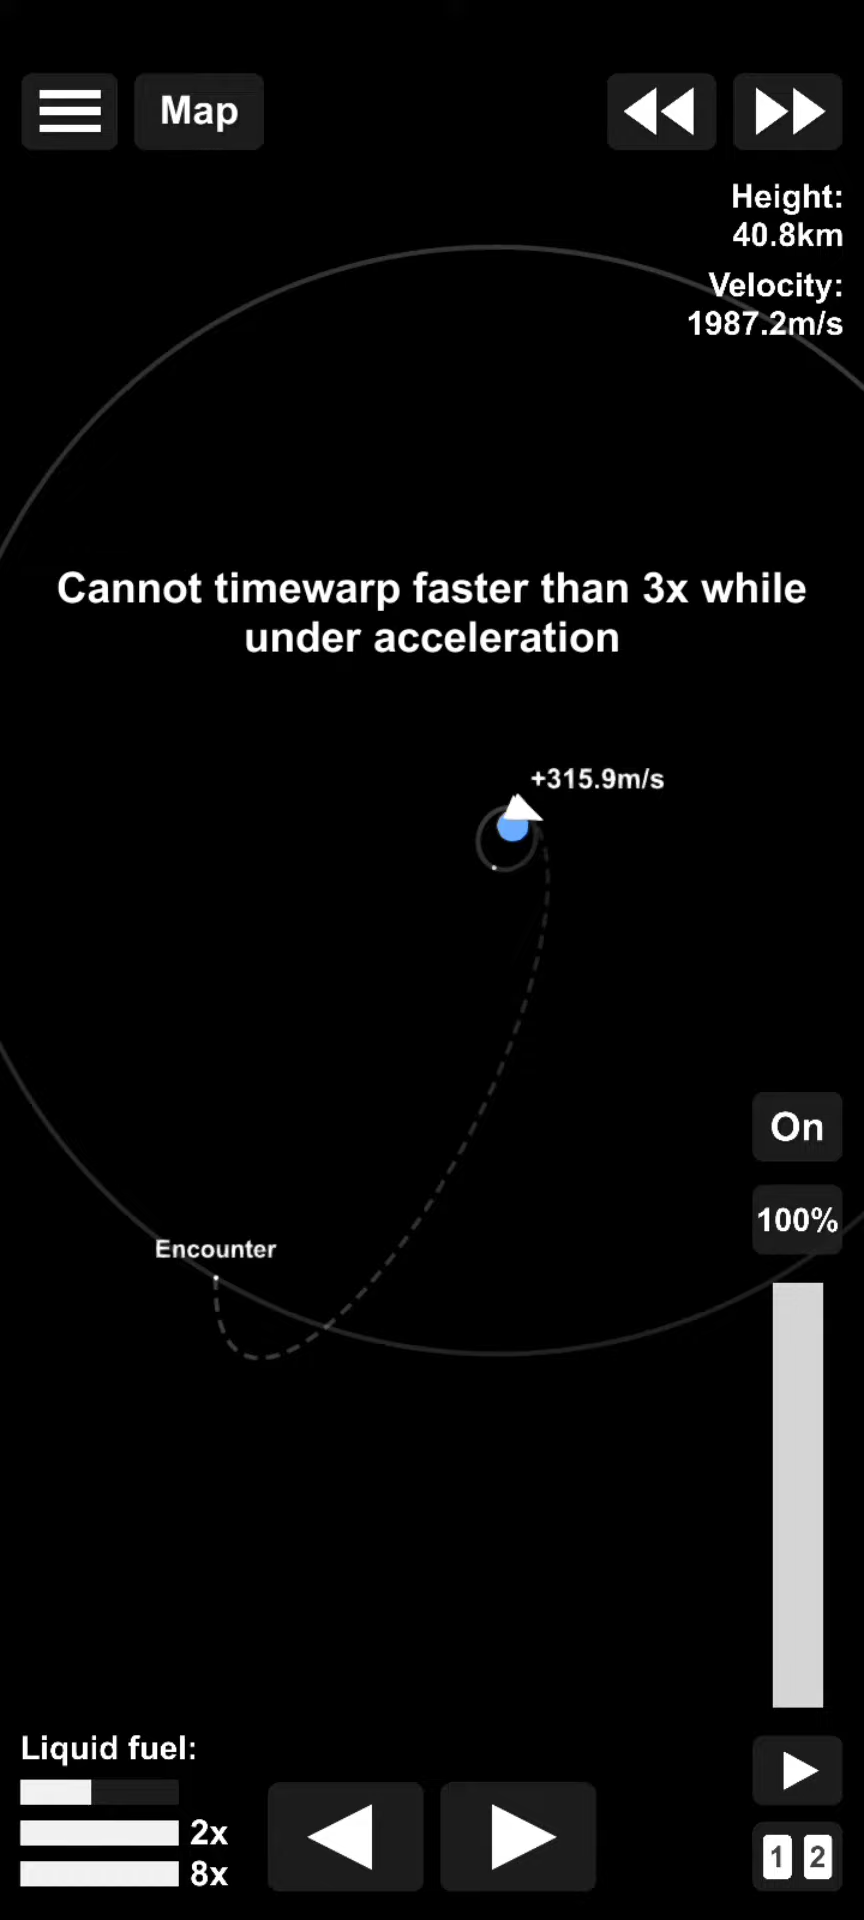 Map
Height:
40.8km
Velocity:
1987.2m/s
Cannot timewarp faster than 3x while
under acceleration
+315.9m/s
On
100%
Encounter
Liquid fuel:
2x
8x
1 2